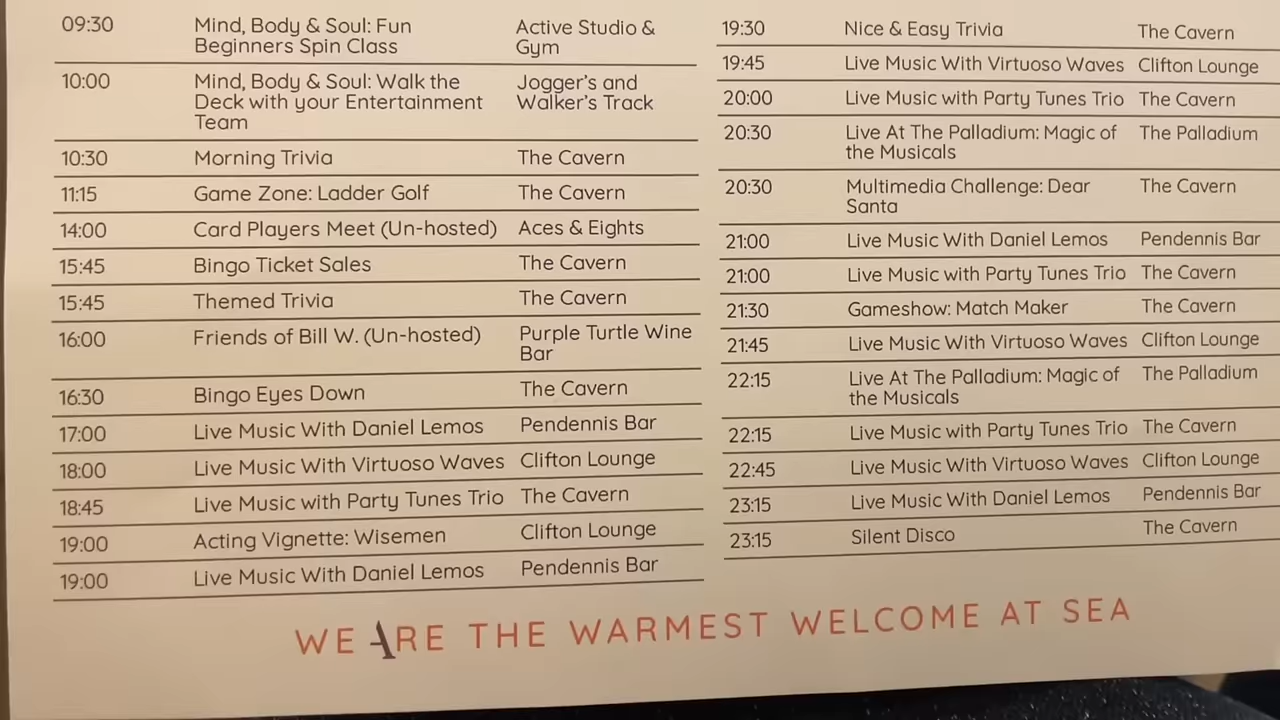 09:30 Mind, Body & Soul: Fun Active Studio &
Beginners Spin Class Gym
10:00 Mind, Body & Soul: Walk the Jogger's and
Deck with your Entertainment Walker's Track
Team
10:30 Morning Trivia The Cavern
11:15 Game Zone: Ladder Golf The Cavern
14:00 Card Players Meet (Un-hosted) Aces & Eights
15:45 Bingo Ticket Sales The Cavern
15:45 Themed Trivia The Cavern
16:00 Friends of Bill W. (Un-hosted) Purple Turtle Wine
Bar
16:30 Bingo Eyes Down The Cavern
17:00 Live Music With Daniel Lemos Pendennis Bar
18:00 Live Music With Virtuoso Waves Clifton Lounge
18:45 Live Music with Party Tunes Trio The Cavern
19:00 Acting Vignette: Wisemen Clifton Lounge
19:00 Live Music With Daniel Lemos Pendennis Bar
19:30 Nice & Easy Trivia The Cavern
19:45 Live Music With Virtuoso Waves Clifton Lounge
20:00 Live Music with Party Tunes Trio The Cavern
20:30 Live At The Palladium: Magic of The Palladium
the Musicals
20:30 Multimedia Challenge: Dear The Cavern
Santa
21:00 Live Music With Daniel Lemos Pendennis Bar
21:00 Live Music with Party Tunes Trio The Cavern
21:30 Gameshow: Match Maker The Cavern
21:45 Live Music With Virtuoso Waves Clifton Lounge
22:15 Live At The Palladium: Magic of The Palladium
the Musicals
22:15 Live Music with Party Tunes Trio The Cavern
22:45 Live Music With Virtuoso Waves Clifton Lounge
23:15 Live Music With Daniel Lemos Pendennis Bar
23:15 Silent Disco The Cavern
WE ARE THE WARMEST WELCOME AT SEA